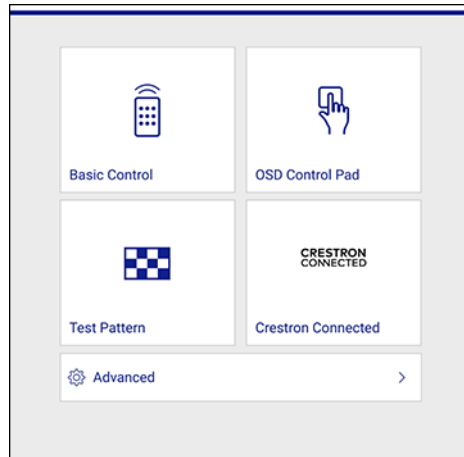 Basic Control
OSD Control Pad
CRESTRON
CONNECTED
Test Pattern
Crestron Connected
Advanced